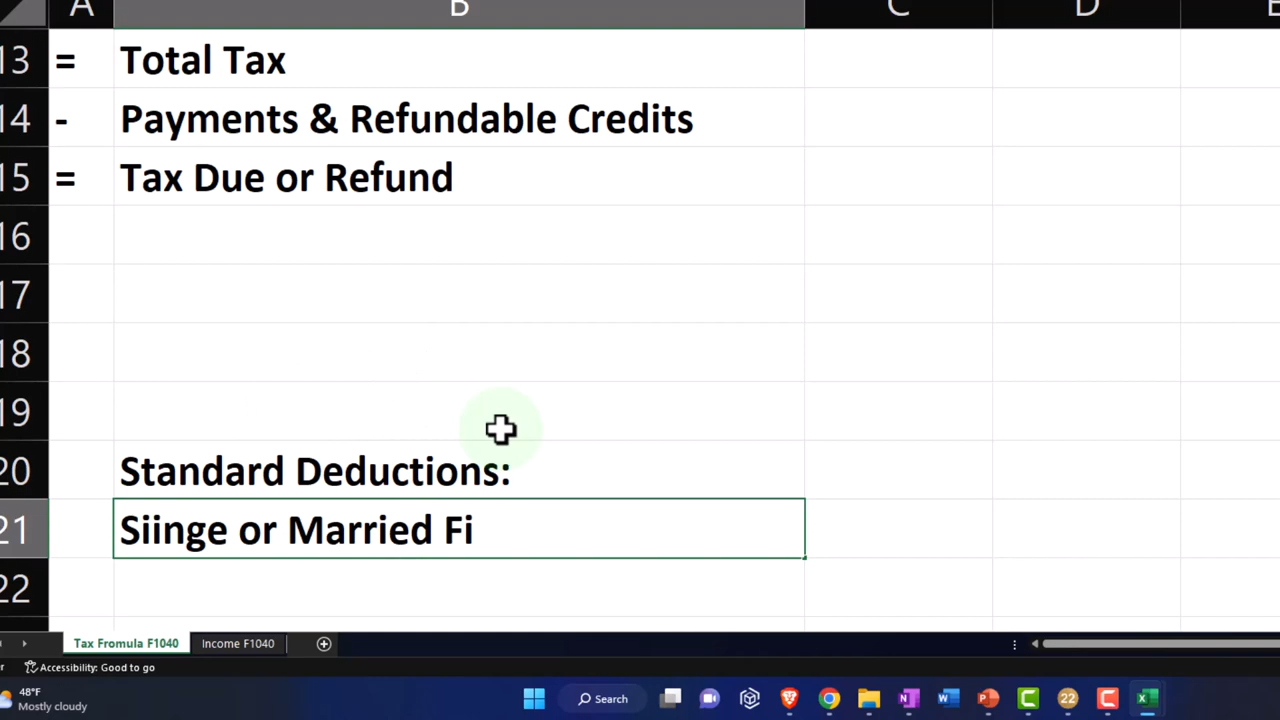 A B C D E
13 = Total Tax
14 - Payments & Refundable Credits
15 = Tax Due or Refund
16
17
18
19
20 Standard Deductions:
21 Siinge or Married Fi
22
Tax Fromula F1040 Income F1040
Accessibility: Good to go
48°F
Mostly cloudy
Search
22